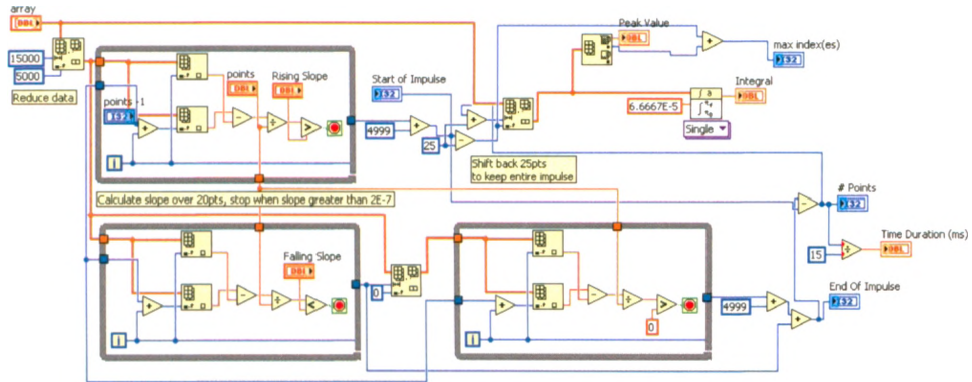 array
DBL
15000
5000
Reduce data
points -1
I32
i
points
DBL
Rising Slope
DBL
Start of Impulse
I32
4999
25
Peak Value
DBL
max index(es)
I32
Integral
DBL
6.6667E-5
Single
Shift back 25pts
to keep entire impulse
Calculate slope over 20pts, stop when slope greater than 2E-7
# Points
I32
15
Time Duration (ms)
DBL
Falling Slope
DBL
i
0
i
0
4999
End Of Impulse
I32